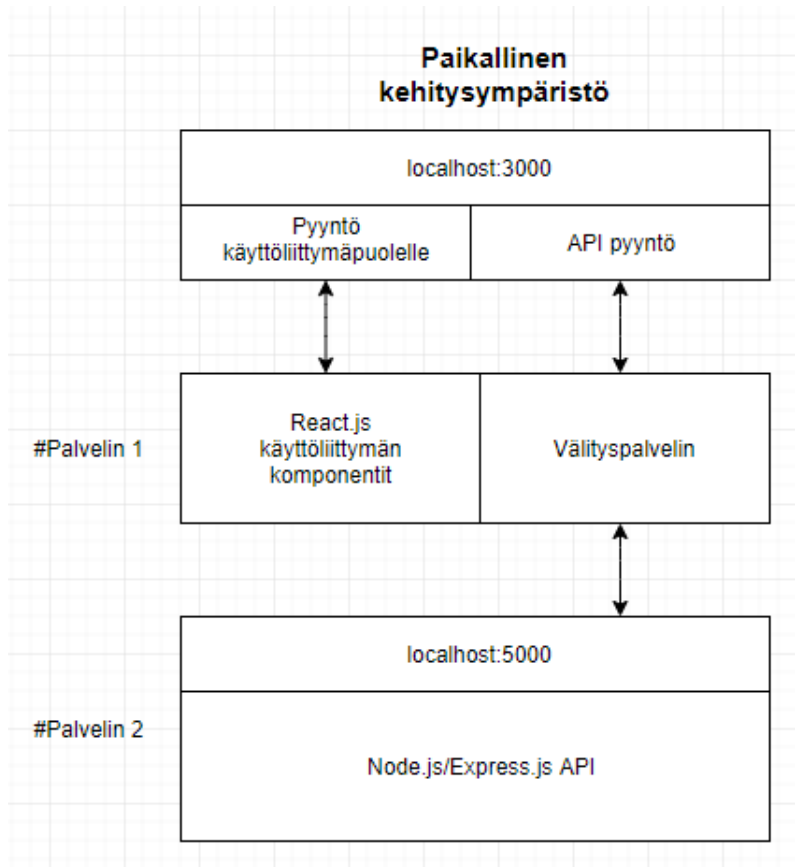 Paikallinen
kehitysympäristö
localhost:3000
Pyyntö
käyttöliittymäpuolelle
API pyyntö
#Palvelin 1
React.js
käyttöliittymän
komponentit
Välityspalvelin
localhost:5000
#Palvelin 2
Node.js/Express.js API